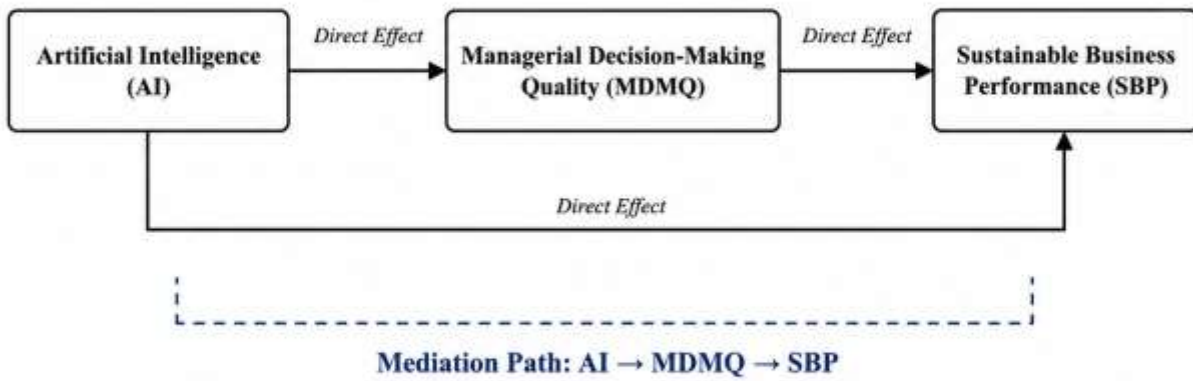 Artificial Intelligence
(AI)
Direct Effect
Managerial Decision-Making
Quality (MDMQ)
Direct Effect
Sustainable Business
Performance (SBP)
Direct Effect
Mediation Path: AI → MDMQ → SBP